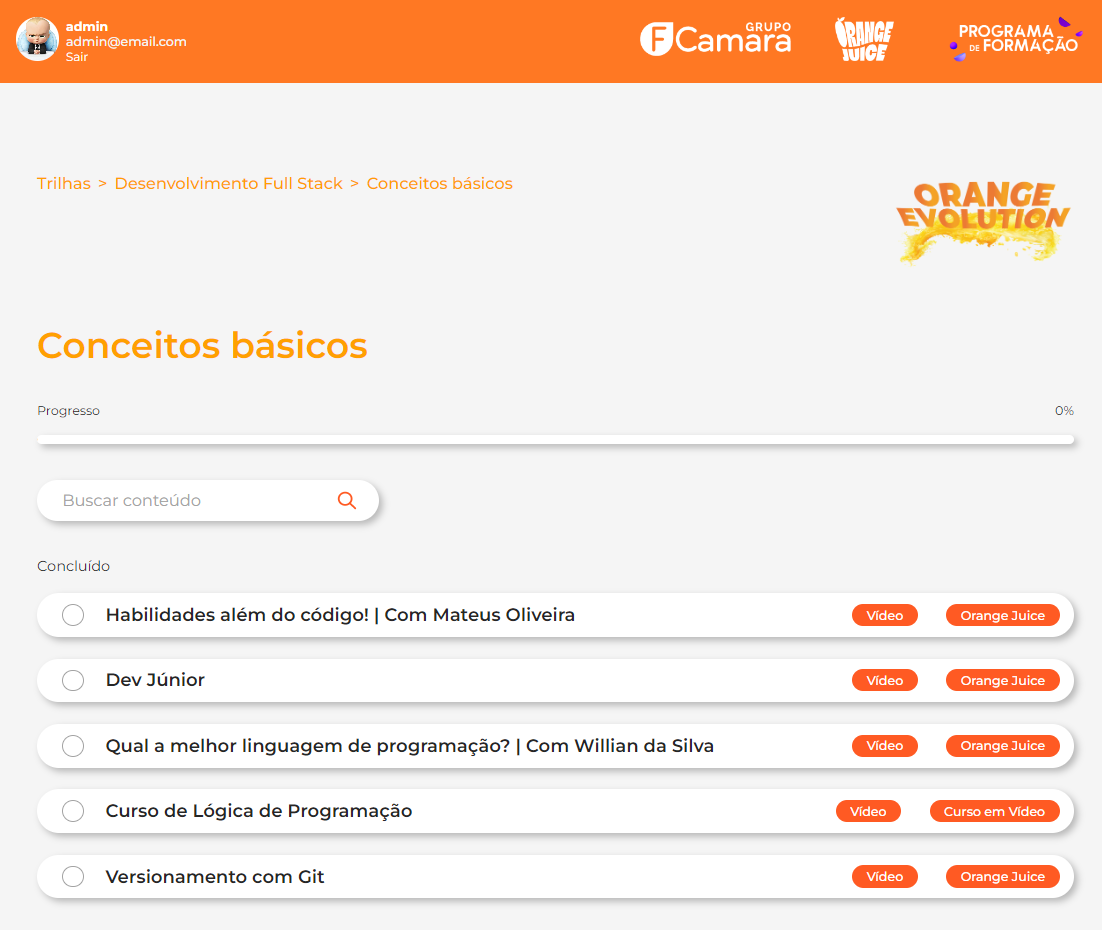 admin
admin@email.com
Sair
GRUPO
FCamara
ORANGE
JUICE
PROGRAMA
DE FORMAÇÃO
Trilhas > Desenvolvimento Full Stack > Conceitos básicos
ORANGE
EVOLUTION
Conceitos básicos
Progresso 0%
Buscar conteúdo
Concluído
Habilidades além do código! | Com Mateus Oliveira Vídeo Orange Juice
Dev Júnior Vídeo Orange Juice
Qual a melhor linguagem de programação? | Com Willian da Silva Vídeo Orange Juice
Curso de Lógica de Programação Vídeo Curso em Vídeo
Versionamento com Git Vídeo Orange Juice